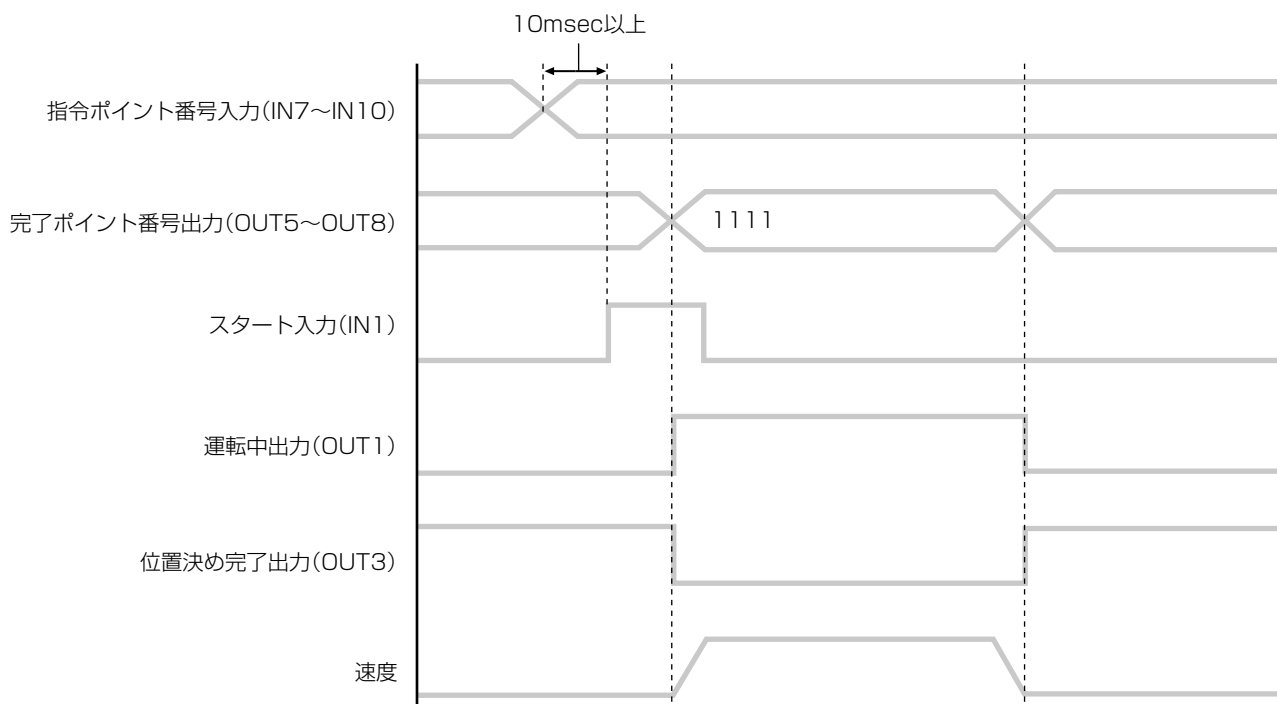 10msec以上
指令ポイント番号入力(IN7～IN10)
完了ポイント番号出力(OUT5～OUT8)
1111
スタート入力(IN1)
運転中出力(OUT1)
位置決め完了出力(OUT3)
速度